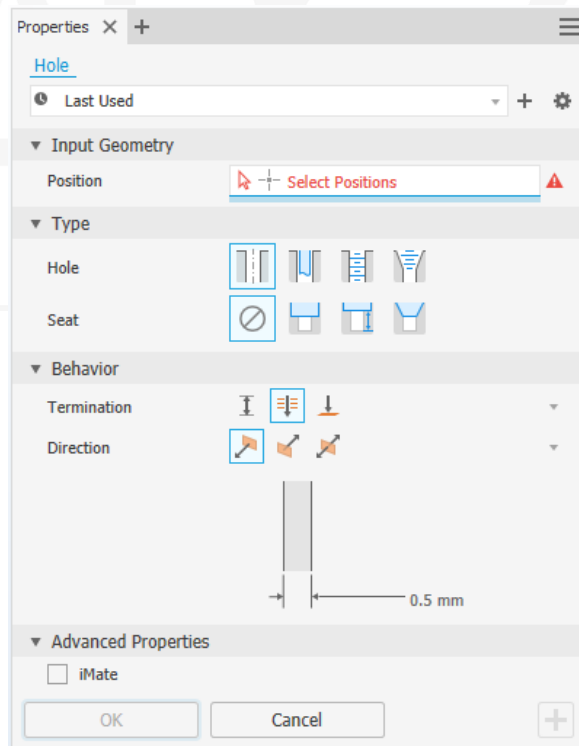 Properties
Hole
Last Used
Input Geometry
Position Select Positions
Type
Hole
Seat
Behavior
Termination
Direction
0.5 mm
Advanced Properties
iMate
OK Cancel